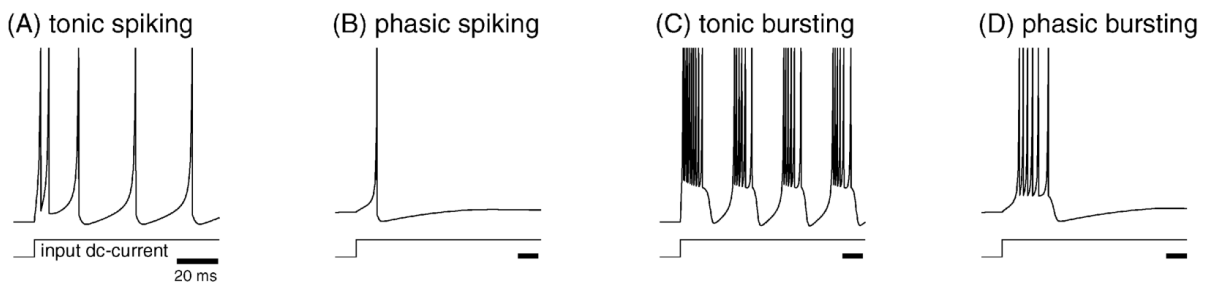 (A) tonic spiking
(B) phasic spiking
(C) tonic bursting
(D) phasic bursting
input dc-current
20 ms